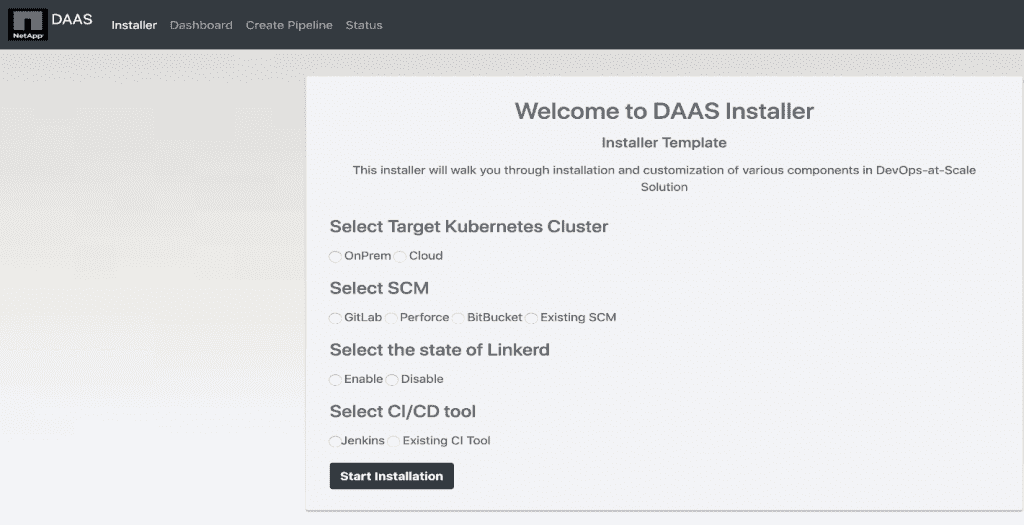 NetApp
DAAS
Installer Dashboard Create Pipeline Status
Welcome to DAAS Installer
Installer Template
This installer will walk you through installation and customization of various components in DevOps-at-Scale
Solution
Select Target Kubernetes Cluster
OnPrem Cloud
Select SCM
GitLab Perforce BitBucket Existing SCM
Select the state of Linkerd
Enable Disable
Select CI/CD tool
Jenkins Existing CI Tool
Start Installation